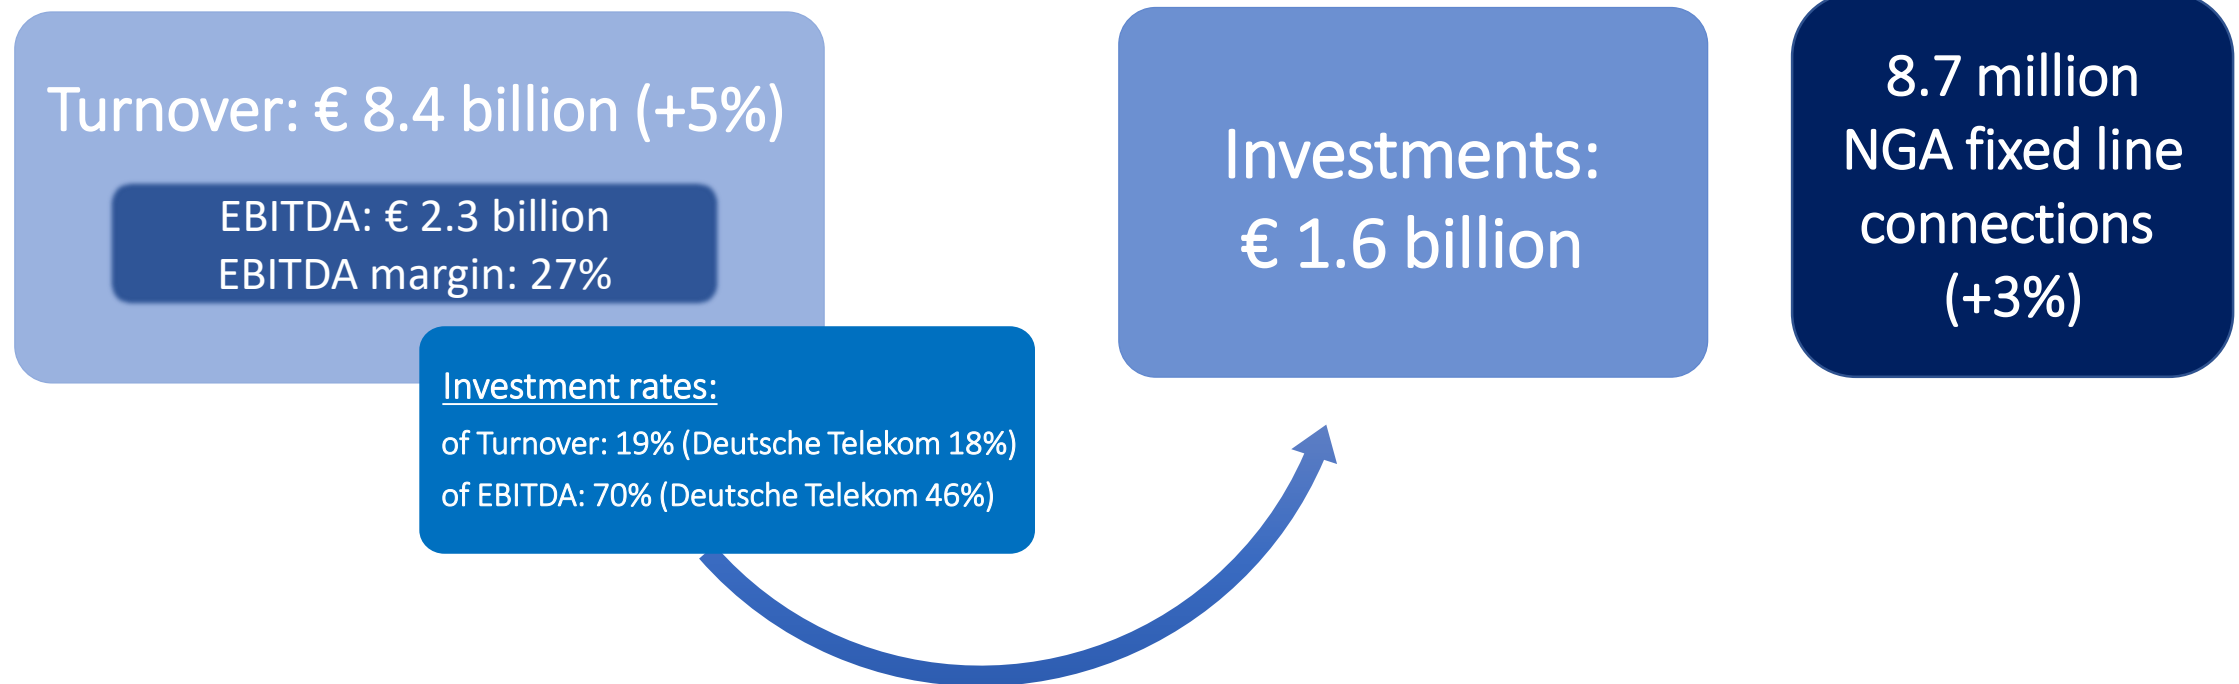 Turnover: € 8.4 billion (+5%)
EBITDA: € 2.3 billion
EBITDA margin: 27%
Investment rates:
of Turnover: 19% (Deutsche Telekom 18%)
of EBITDA: 70% (Deutsche Telekom 46%)
Investments:
€ 1.6 billion
8.7 million
NGA fixed line
connections
(+3%)